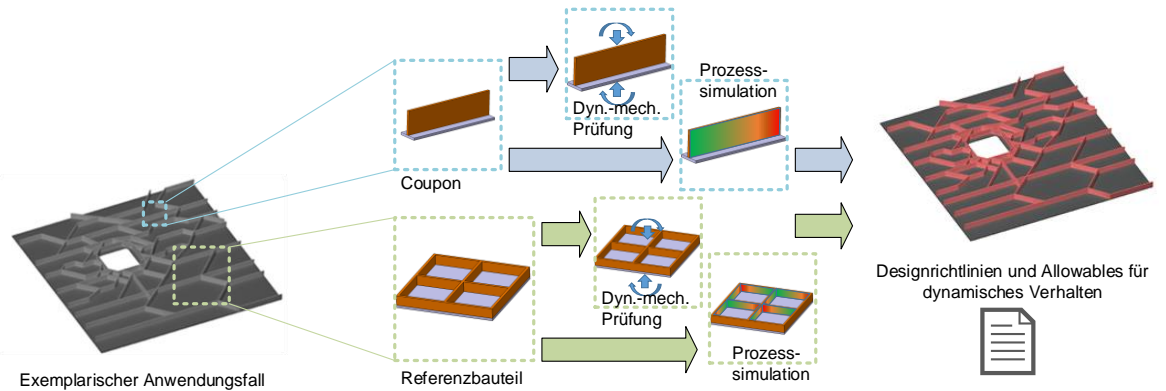 Dyn.-mech.
Prüfung
Prozess-
simulation
Coupon
Dyn.-mech.
Prüfung
Prozess-
simulation
Referenzbauteil
Exemplarischer Anwendungsfall
Designrichtlinien und Allowables für
dynamisches Verhalten